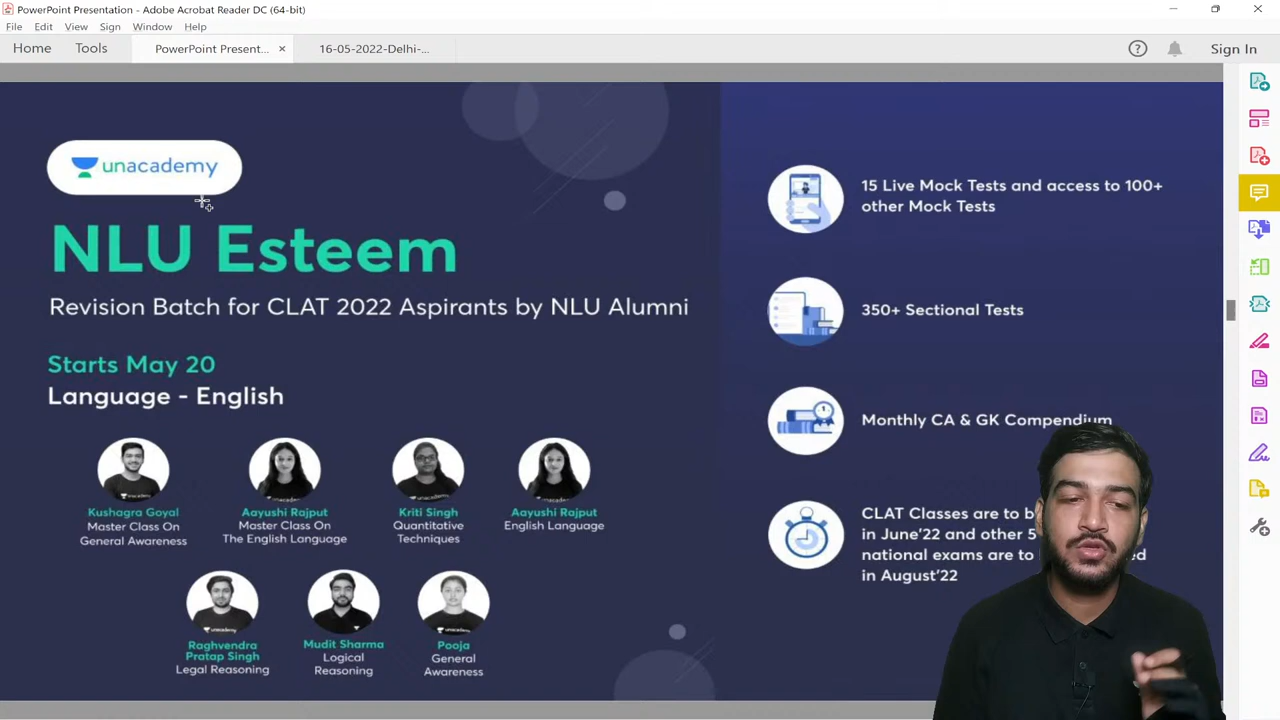 PowerPoint Presentation - Adobe Acrobat Reader DC (64-bit)
File Edit View Sign Window Help
Home Tools PowerPoint Present... × 16-05-2022-Delhi-... Sign In
unacademy
NLU Esteem
Revision Batch for CLAT 2022 Aspirants by NLU Alumni
Starts May 20
Language - English
Kushagra Goyal
Master Class On
General Awareness
Aayushi Rajput
Master Class On
The English Language
Kriti Singh
Quantitative
Techniques
Aayushi Rajput
English Language
Raghvendra
Pratap Singh
Legal Reasoning
Mudit Sharma
Logical
Reasoning
Pooja
General
Awareness
15 Live Mock Tests and access to 100+
other Mock Tests
350+ Sectional Tests
Monthly CA & GK Compendium
CLAT Classes are to
in June'22 and other
national exams are to
in August'22